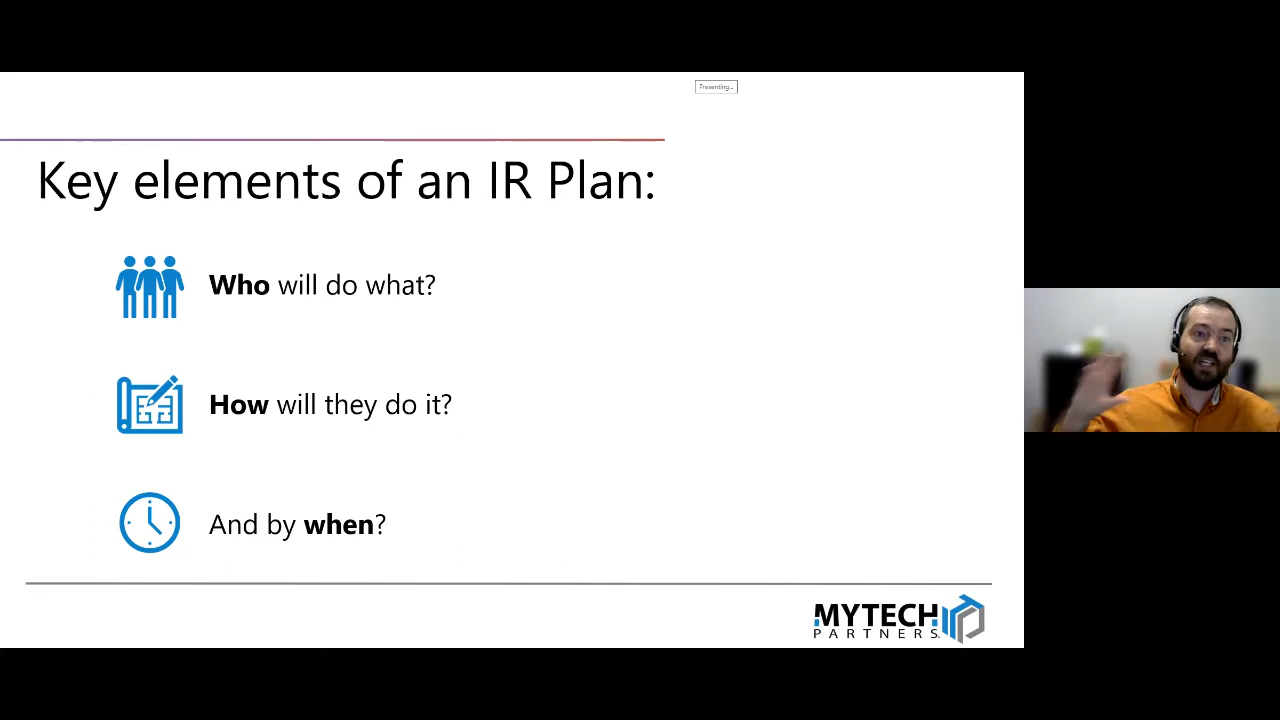 Presenting...
Key elements of an IR Plan:
Who will do what?
How will they do it?
And by when?
MYTECH
PARTNERS